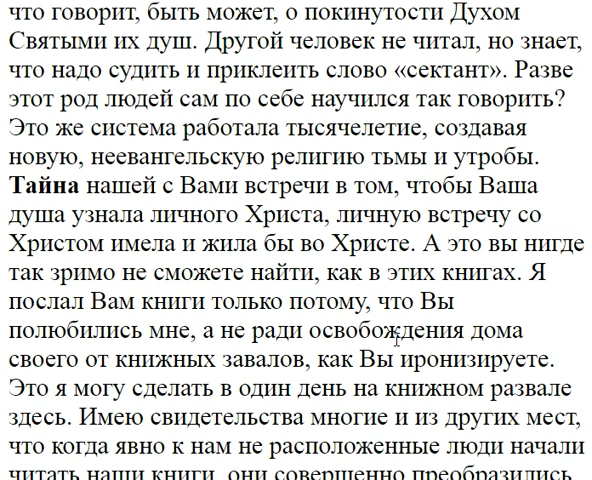 что говорит, быть может, о покинутости Духом
Святыми их душ. Другой человек не читал, но знает,
что надо судить и приклеить слово «сектант». Разве
этот род людей сам по себе научился так говорить?
Это же система работала тысячелетие, создавая
новую, неевангельскую религию тьмы и утробы.
Тайна нашей с Вами встречи в том, чтобы Ваша
душа узнала личного Христа, личную встречу со
Христом имела и жила бы во Христе. А это вы нигде
так зримо не сможете найти, как в этих книгах. Я
послал Вам книги только потому, что Вы
полюбились мне, а не ради освобождения дома
своего от книжных завалов, как Вы иронизируете.
Это я могу сделать в один день на книжном развале
здесь. Имею свидетельства многие и из других мест,
что когда явно к нам не расположенные люди начали
читать наши книги, они совершенно преобразились